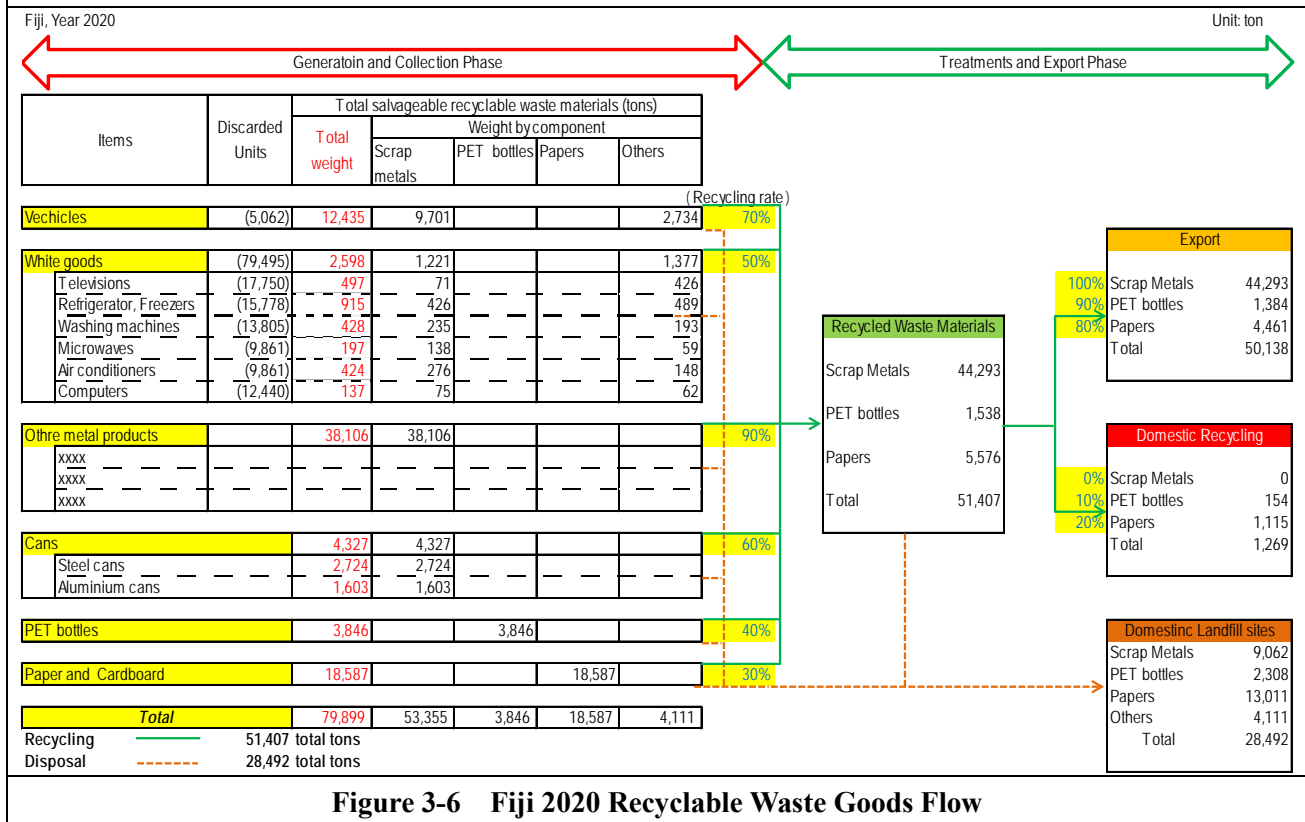 Fiji, Year 2020 Unit: ton
Generatoin and Collection Phase Treatments and Export Phase
Items Discarded Units Total weight Total salvageable recyclable waste materials (tons)
Weight by component
Scrap metals PET bottles Papers Others
(Recycling rate)
Vechicles (5,062) 12,435 9,701 2,734 70%
White goods (79,495) 2,598 1,221 1,377 50%
Televisions (17,750) 497 71 426
Refrigerator, Freezers (15,778) 915 426 489
Washing machines (13,805) 428 235 193
Microwaves (9,861) 197 138 59
Air conditioners (9,861) 424 276 148
Computers (12,440) 137 75 62
Othre metal products 38,106 38,106 90%
xxxx
xxxx
xxxx
Cans 4,327 4,327 60%
Steel cans 2,724 2,724
Aluminium cans 1,603 1,603
PET bottles 3,846 3,846 40%
Paper and Cardboard 18,587 18,587 30%
Total 79,899 53,355 3,846 18,587 4,111
Recycling 51,407 total tons
Disposal 28,492 total tons
Recycled Waste Materials
Scrap Metals 44,293
PET bottles 1,538
Papers 5,576
Total 51,407
Export
100% Scrap Metals 44,293
90% PET bottles 1,384
80% Papers 4,461
Total 50,138
Domestic Recycling
0% Scrap Metals 0
10% PET bottles 154
20% Papers 1,115
Total 1,269
Domestinc Landfill sites
Scrap Metals 9,062
PET bottles 2,308
Papers 13,011
Others 4,111
Total 28,492
Figure 3-6 Fiji 2020 Recyclable Waste Goods Flow